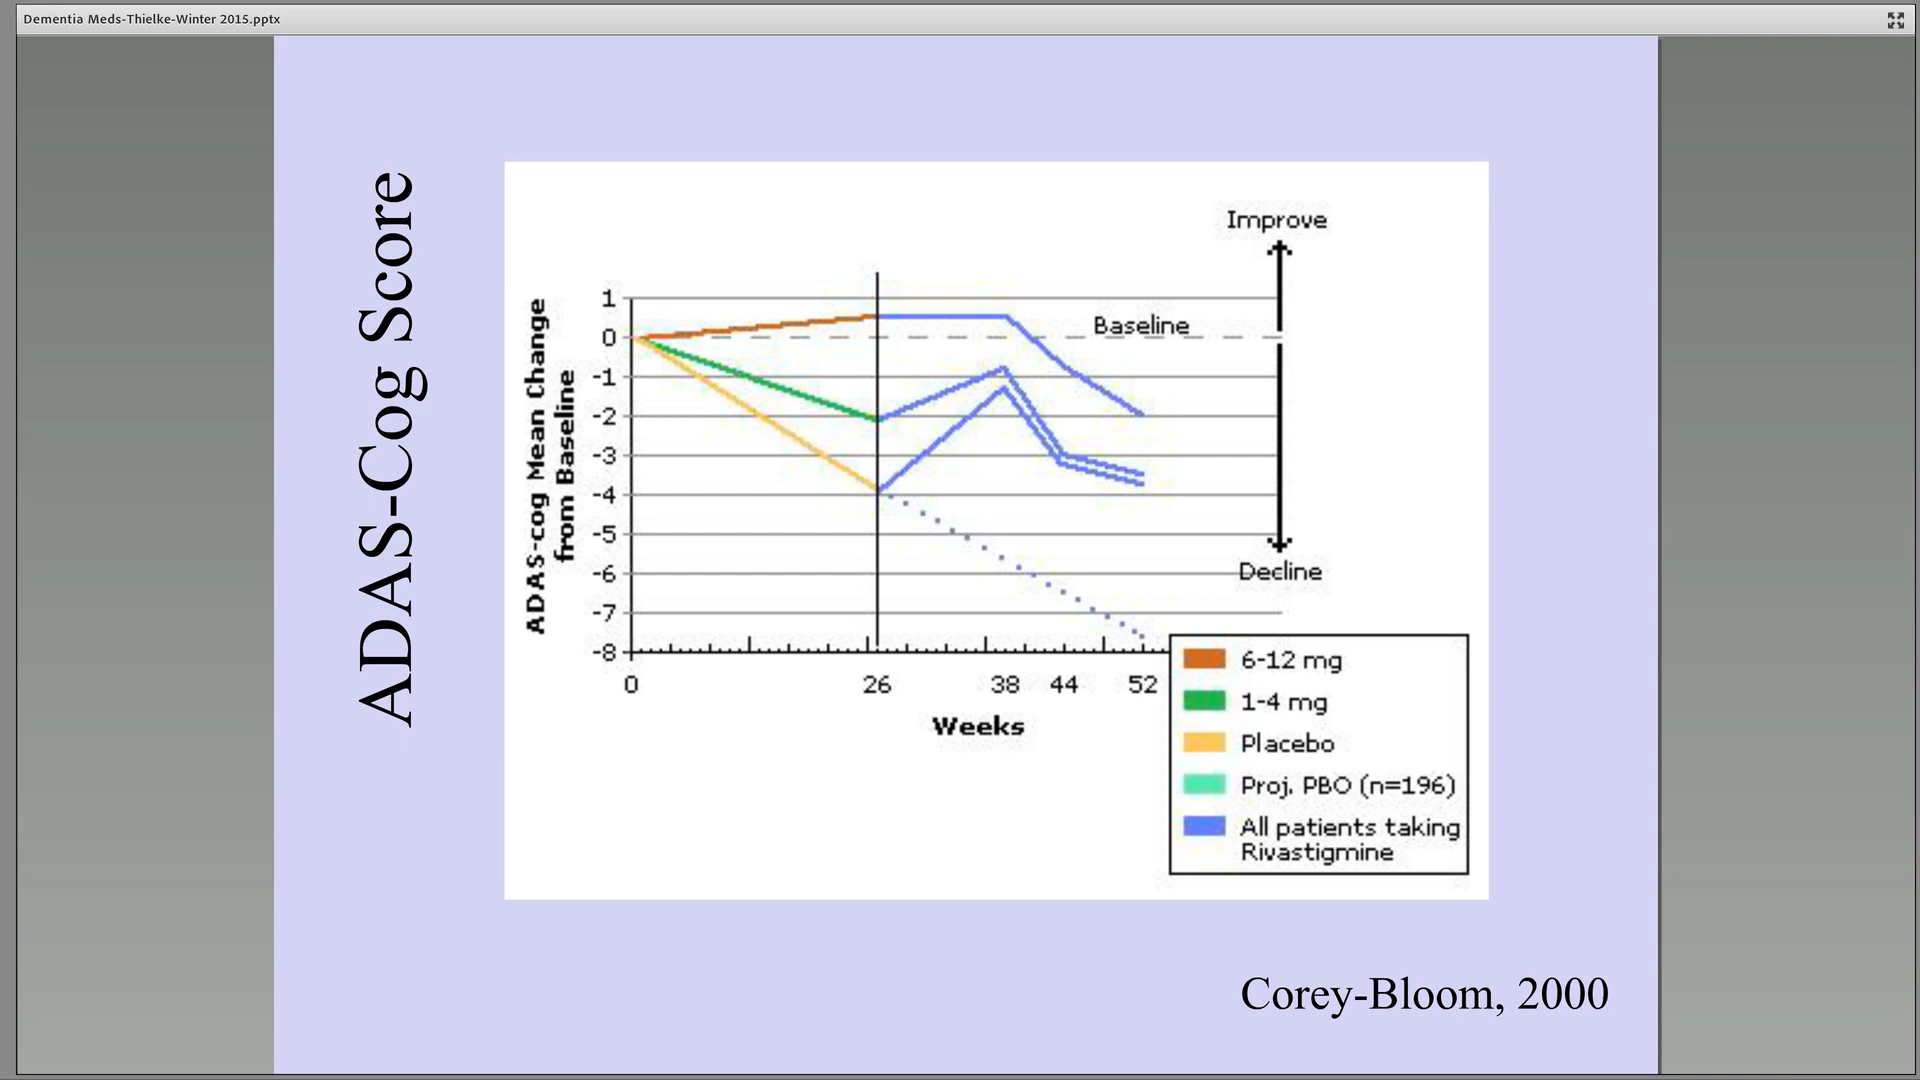 Dementia Meds-Thielke-Winter 2015.pptx
ADAS-Cog Score
ADAS-cog Mean Change
from Baseline
Improve
1
0
-1
-2
-3
-4
-5
-6
-7
-8
Baseline
Decline
0 26 38 44 52
Weeks
6-12 mg
1-4 mg
Placebo
Proj. PBO (n=196)
All patients taking
Rivastigmine
Corey-Bloom, 2000